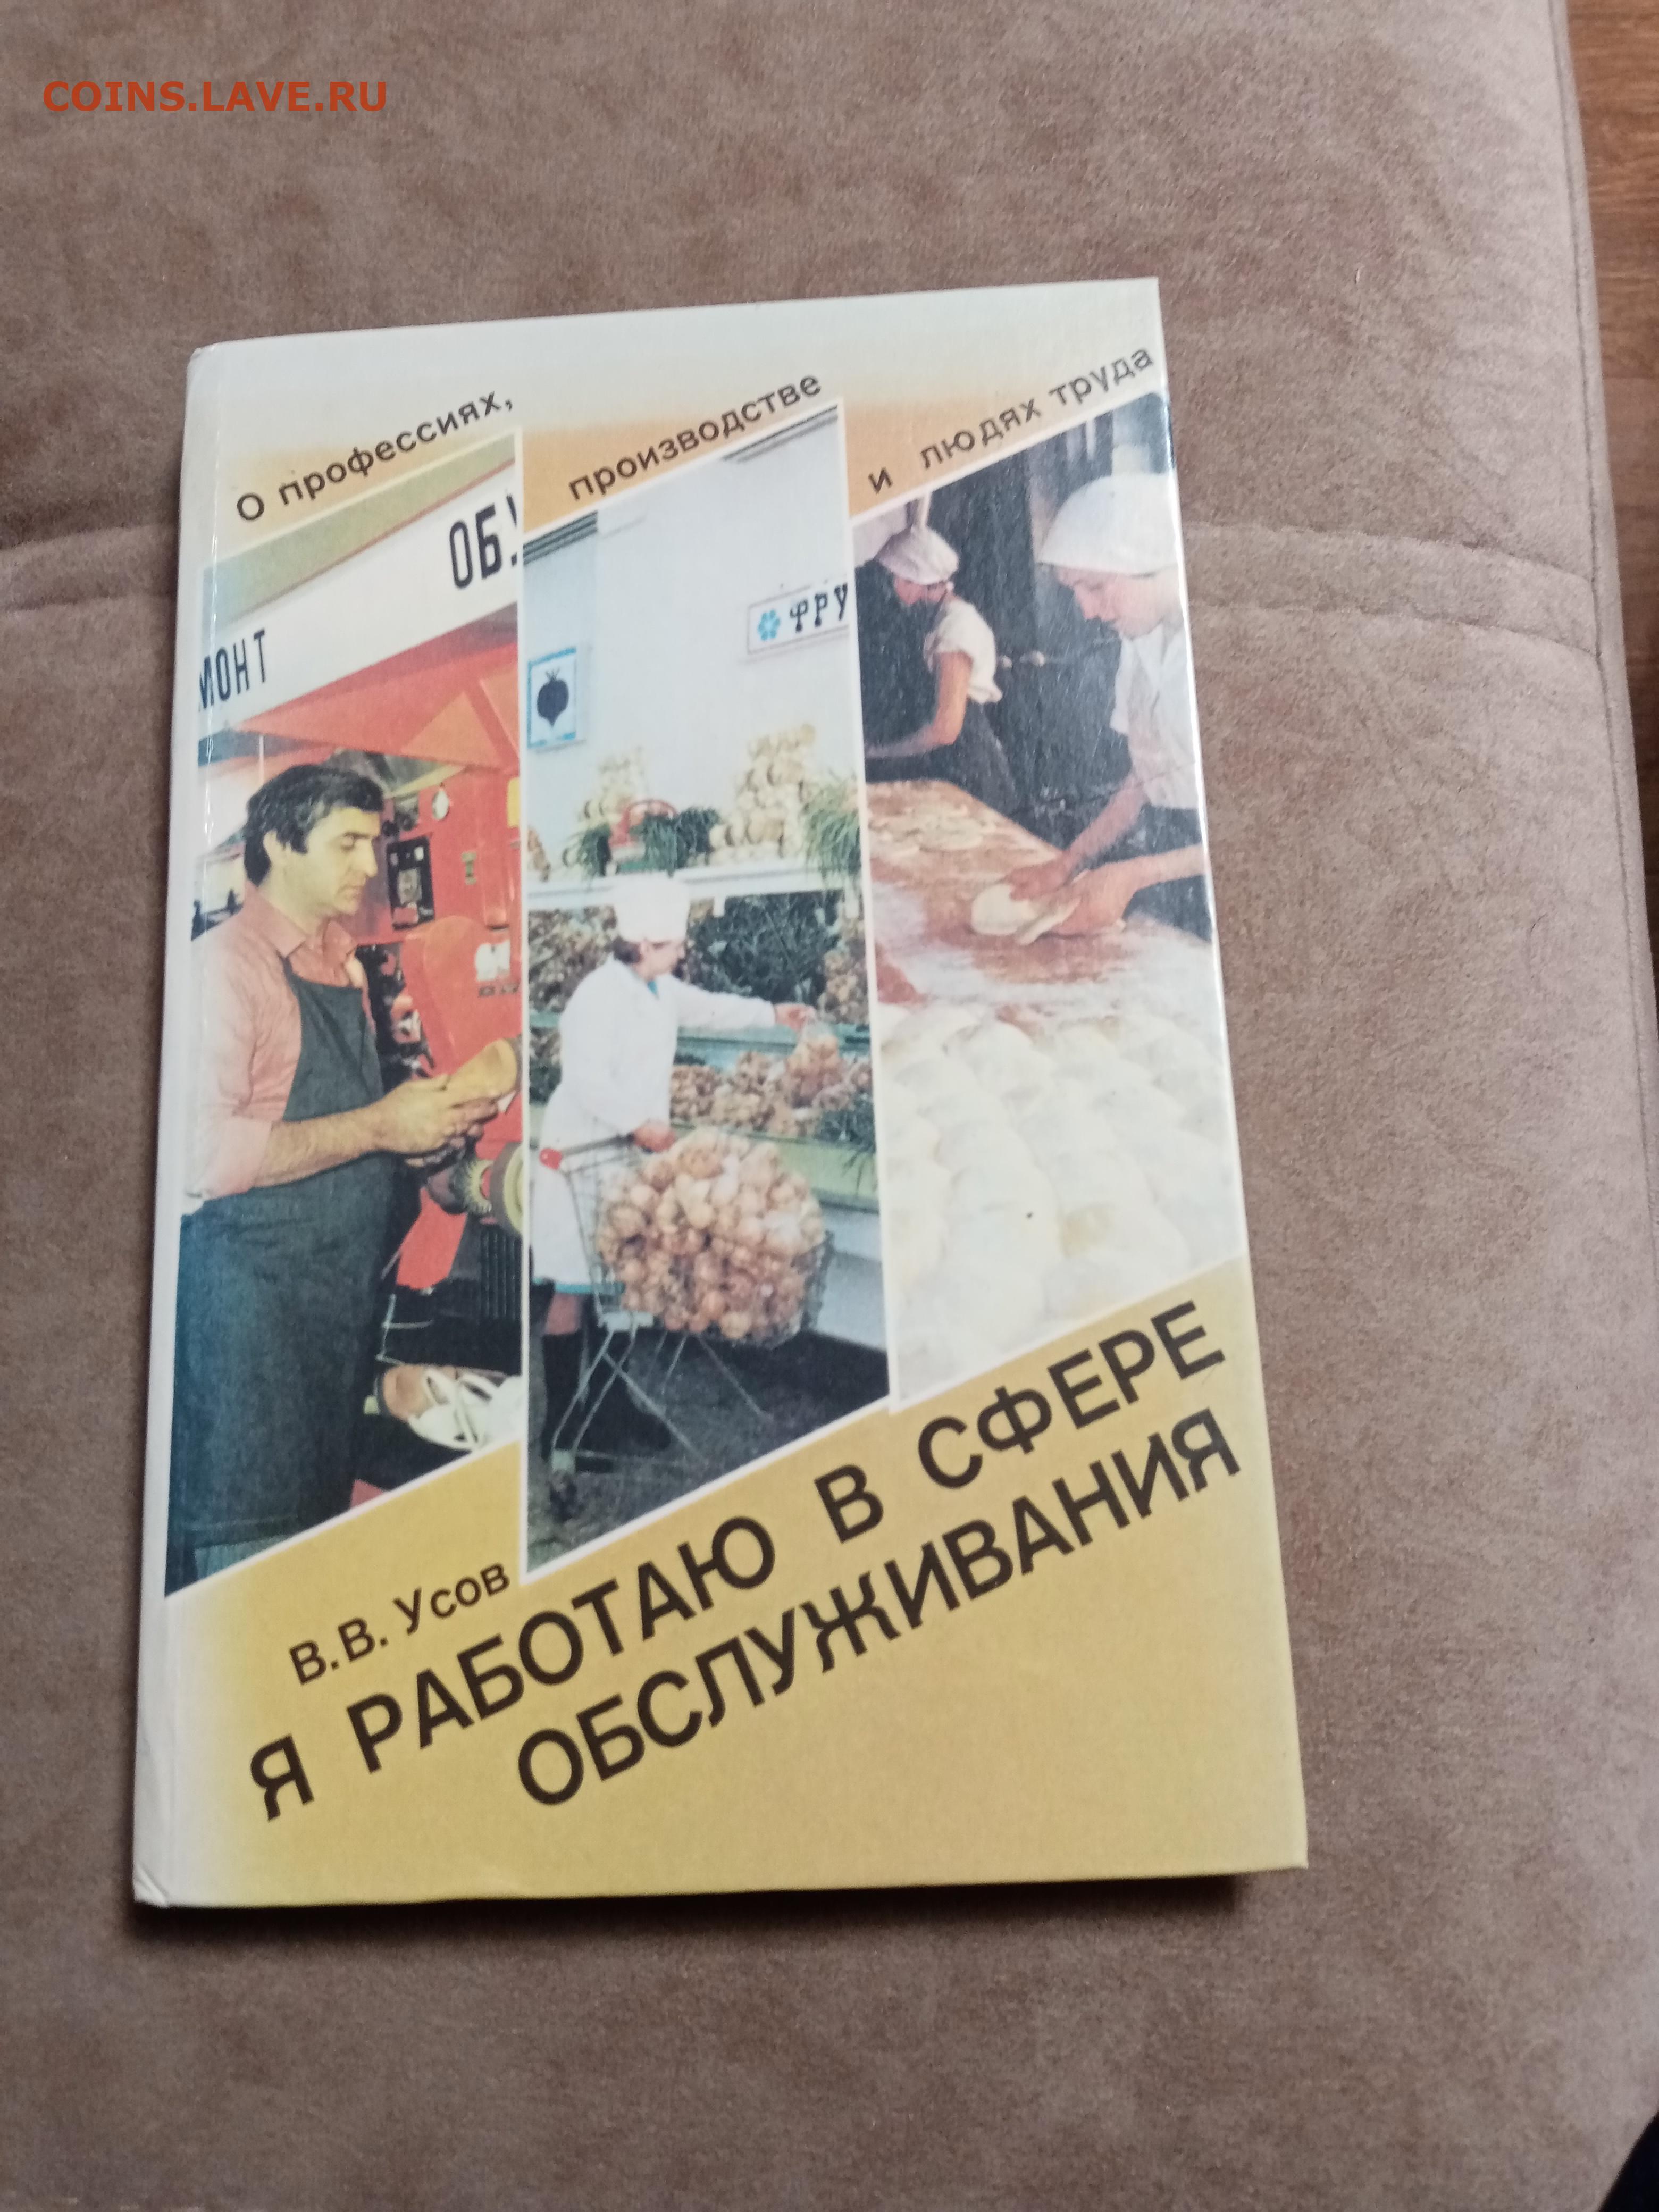 COINS.LAVE.RU
О профессиях, производстве и людях труда
МОНТ ОБУ
ФРУ
В.В. Усов
Я РАБОТАЮ В СФЕРЕ
ОБСЛУЖИВАНИЯ